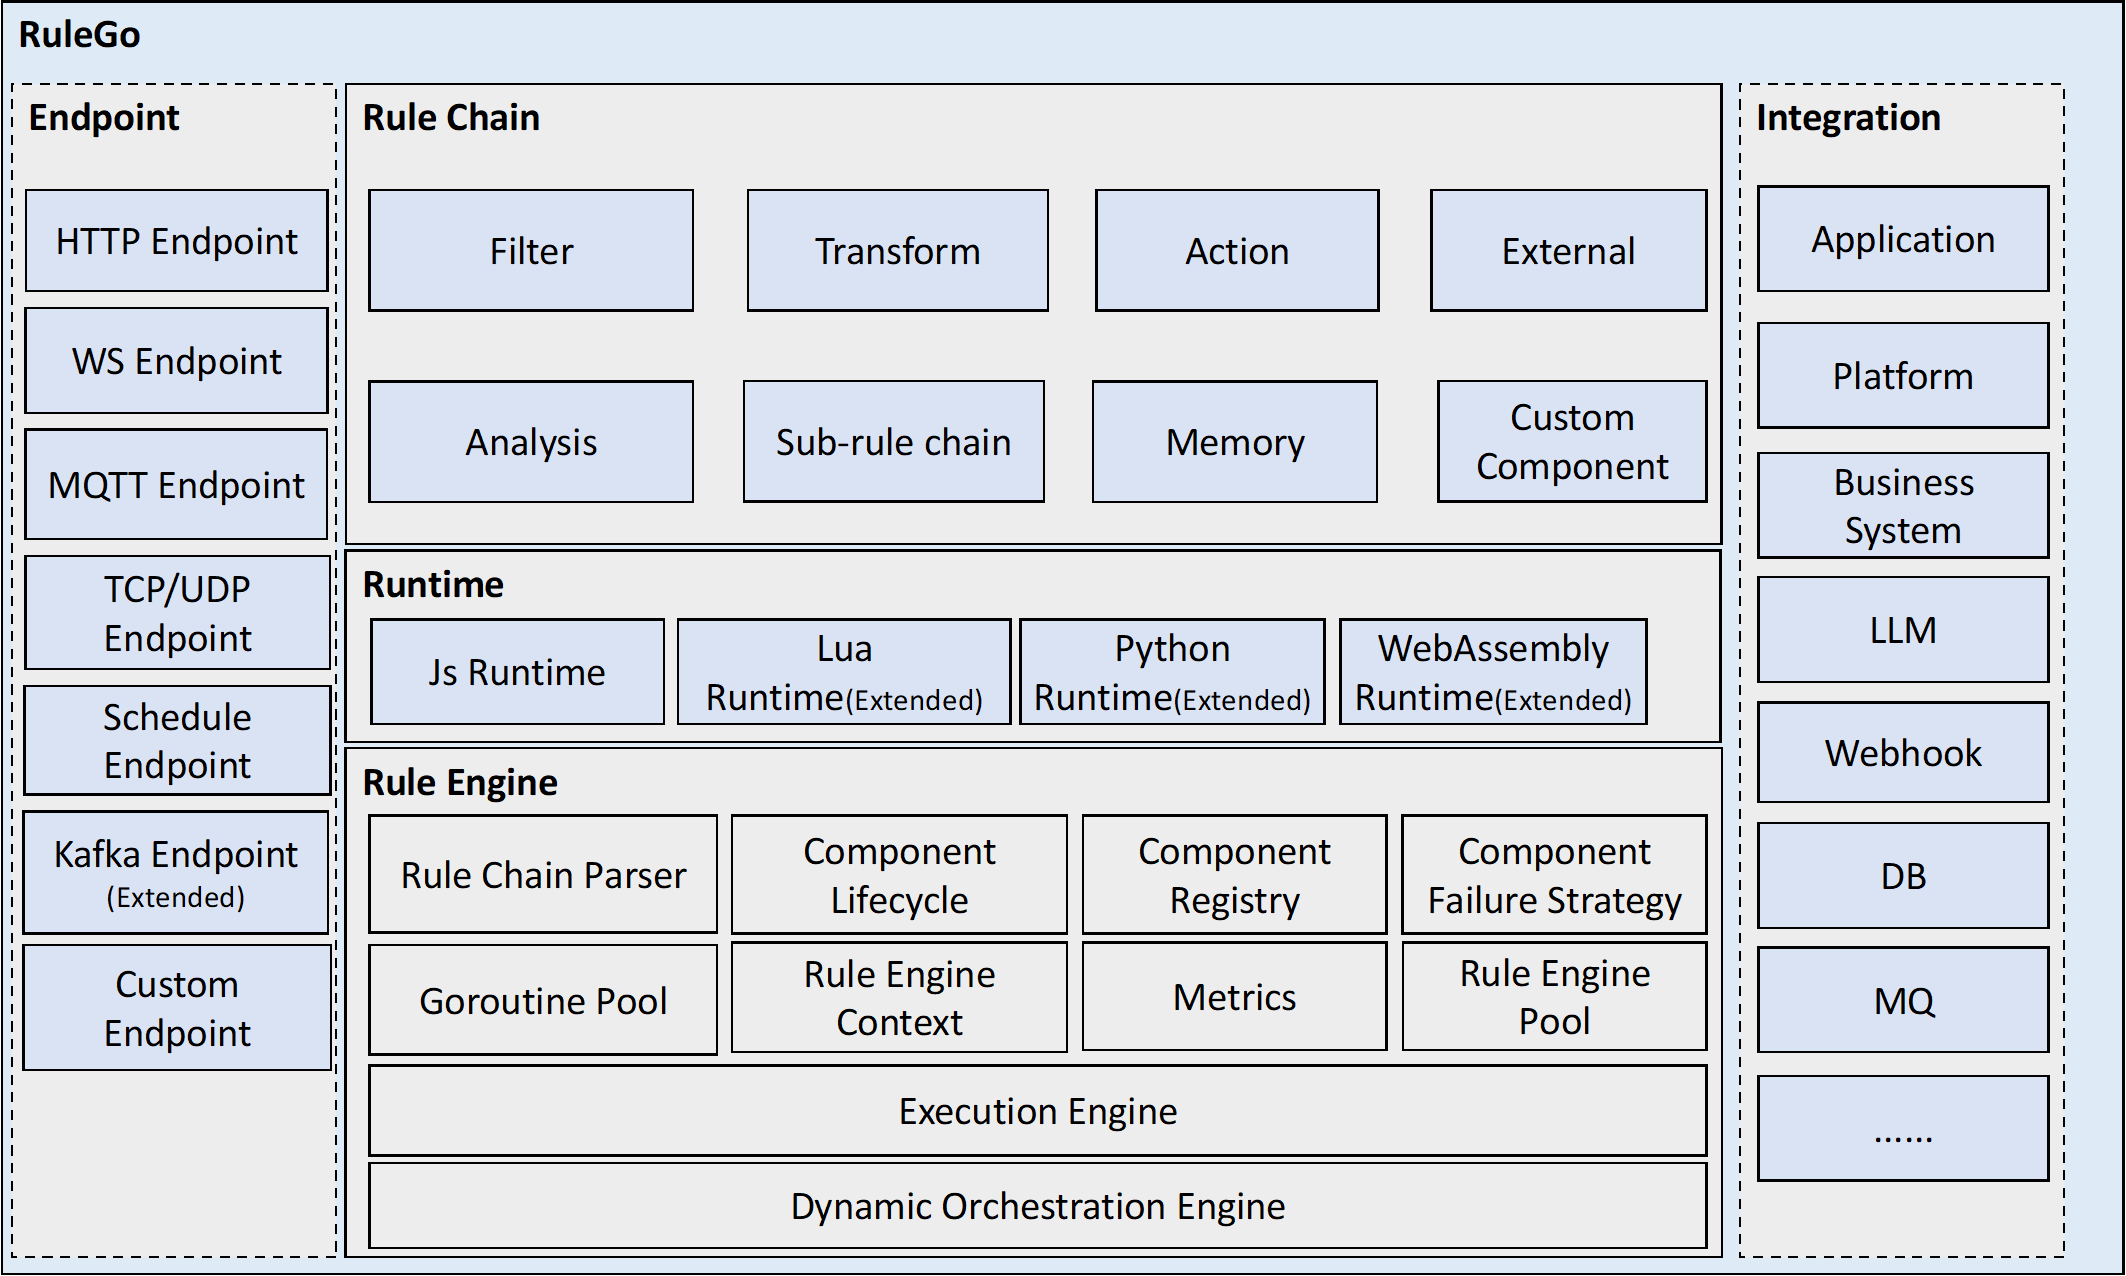 RuleGo
Endpoint
HTTP Endpoint
WS Endpoint
MQTT Endpoint
TCP/UDP
Endpoint
Schedule
Endpoint
Kafka Endpoint
(Extended)
Custom
Endpoint
Rule Chain
Filter
Transform
Action
External
Analysis
Sub-rule chain
Memory
Custom
Component
Runtime
Js Runtime
Lua
Runtime(Extended)
Python
Runtime(Extended)
WebAssembly
Runtime(Extended)
Rule Engine
Rule Chain Parser
Component
Lifecycle
Component
Registry
Component
Failure Strategy
Goroutine Pool
Rule Engine
Context
Metrics
Rule Engine
Pool
Execution Engine
Dynamic Orchestration Engine
Integration
Application
Platform
Business
System
LLM
Webhook
DB
MQ
......